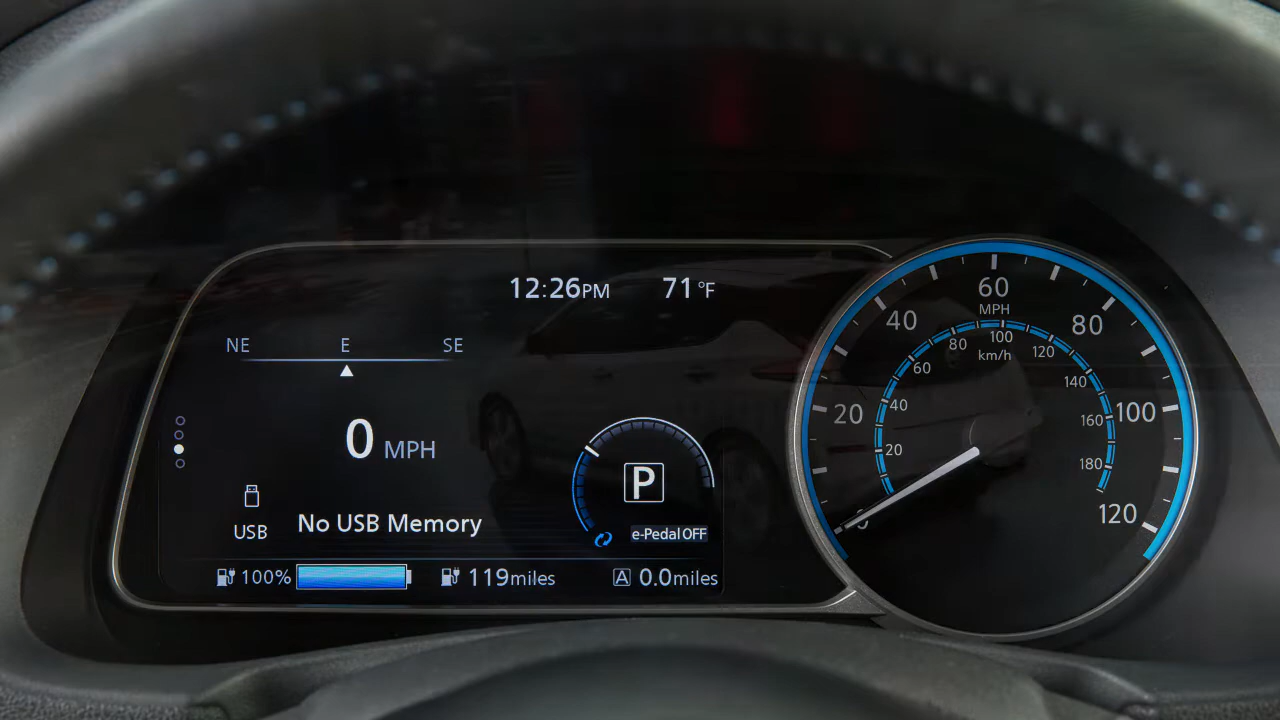 12:26PM 71°F
NE E SE
0 MPH
P
USB No USB Memory
e-Pedal OFF
100% 119miles A 0.0miles
0 20 40 60 80 100 120
MPH
20 40 60 80 100 120 140 160 180
km/h